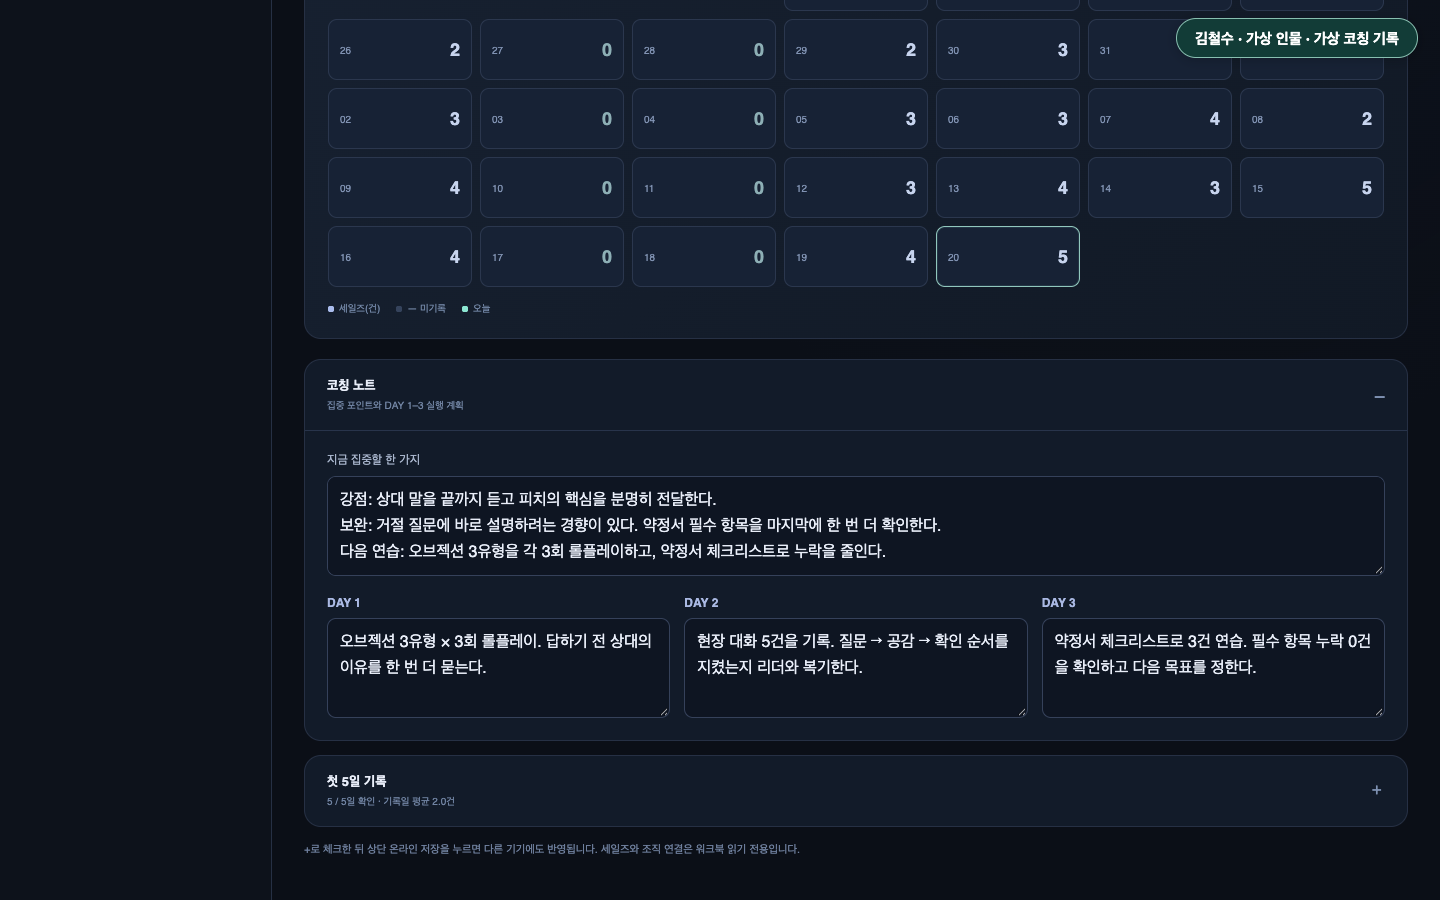 김철수 · 가상 인물 · 가상 코칭 기록
26 2 27 0 28 0 29 2 30 3 31
02 3 03 0 04 0 05 3 06 3 07 4 08 2
09 4 10 0 11 0 12 3 13 4 14 3 15 5
16 4 17 0 18 0 19 4 20 5
세일즈(건) — 미기록 오늘
코칭 노트
집중 포인트와 DAY 1–3 실행 계획
지금 집중할 한 가지
강점: 상대 말을 끝까지 듣고 피치의 핵심을 분명히 전달한다.
보완: 거절 질문에 바로 설명하려는 경향이 있다. 약정서 필수 항목을 마지막에 한 번 더 확인한다.
다음 연습: 오브젝션 3유형을 각 3회 롤플레이하고, 약정서 체크리스트로 누락을 줄인다.
DAY 1
오브젝션 3유형 × 3회 롤플레이. 답하기 전 상대의
이유를 한 번 더 묻는다.
DAY 2
현장 대화 5건을 기록. 질문 → 공감 → 확인 순서를
지켰는지 리더와 복기한다.
DAY 3
약정서 체크리스트로 3건 연습. 필수 항목 누락 0건
을 확인하고 다음 목표를 정한다.
첫 5일 기록
5 / 5일 확인 · 기록일 평균 2.0건
+로 체크한 뒤 상단 온라인 저장을 누르면 다른 기기에도 반영됩니다. 세일즈와 조직 연결은 워크북 읽기 전용입니다.